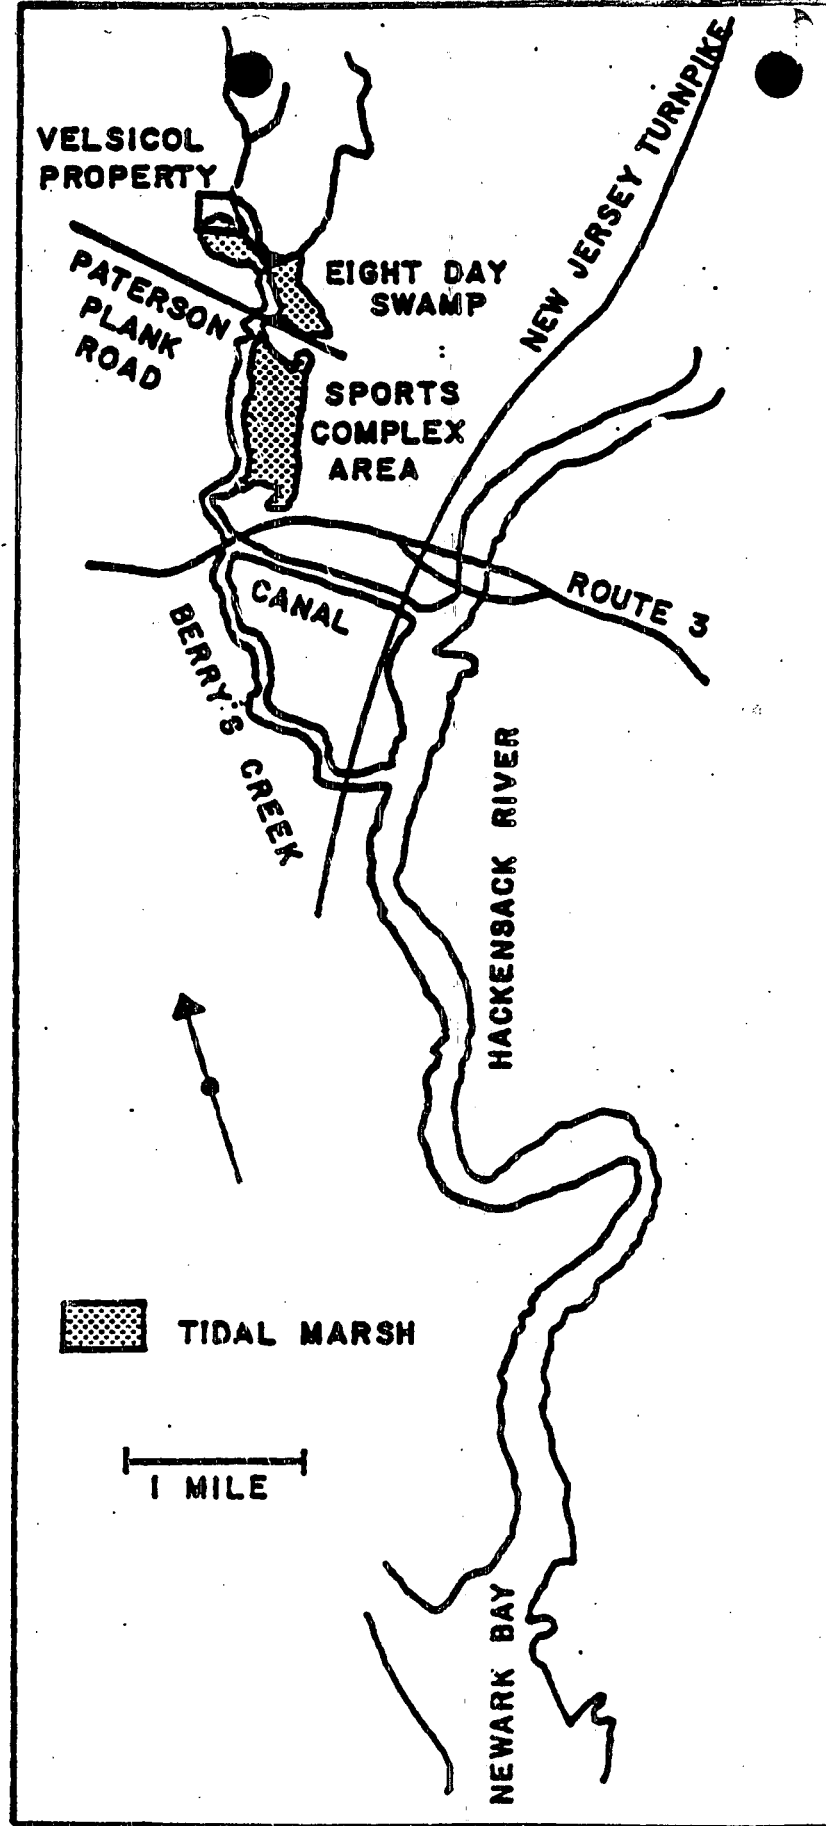 VELSICOL
PROPERTY
NEW JERSEY TURNPIKE
PATERSON
PLANK
ROAD
EIGHT DAY
SWAMP
SPORTS
COMPLEX
AREA
CANAL
ROUTE 3
BERRY'S CREEK
HACKENSACK RIVER
TIDAL MARSH
1 MILE
NEWARK BAY